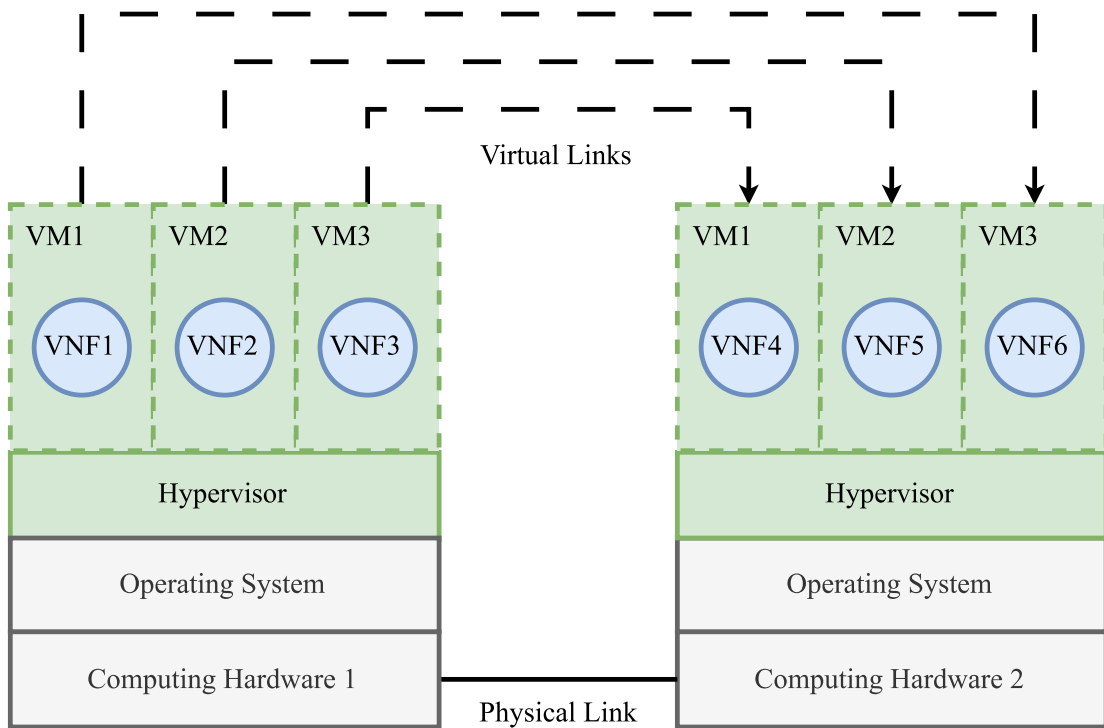 Virtual Links
VM1
VM2
VM3
VM1
VM2
VM3
VNF1
VNF2
VNF3
VNF4
VNF5
VNF6
Hypervisor
Hypervisor
Operating System
Operating System
Computing Hardware 1
Computing Hardware 2
Physical Link